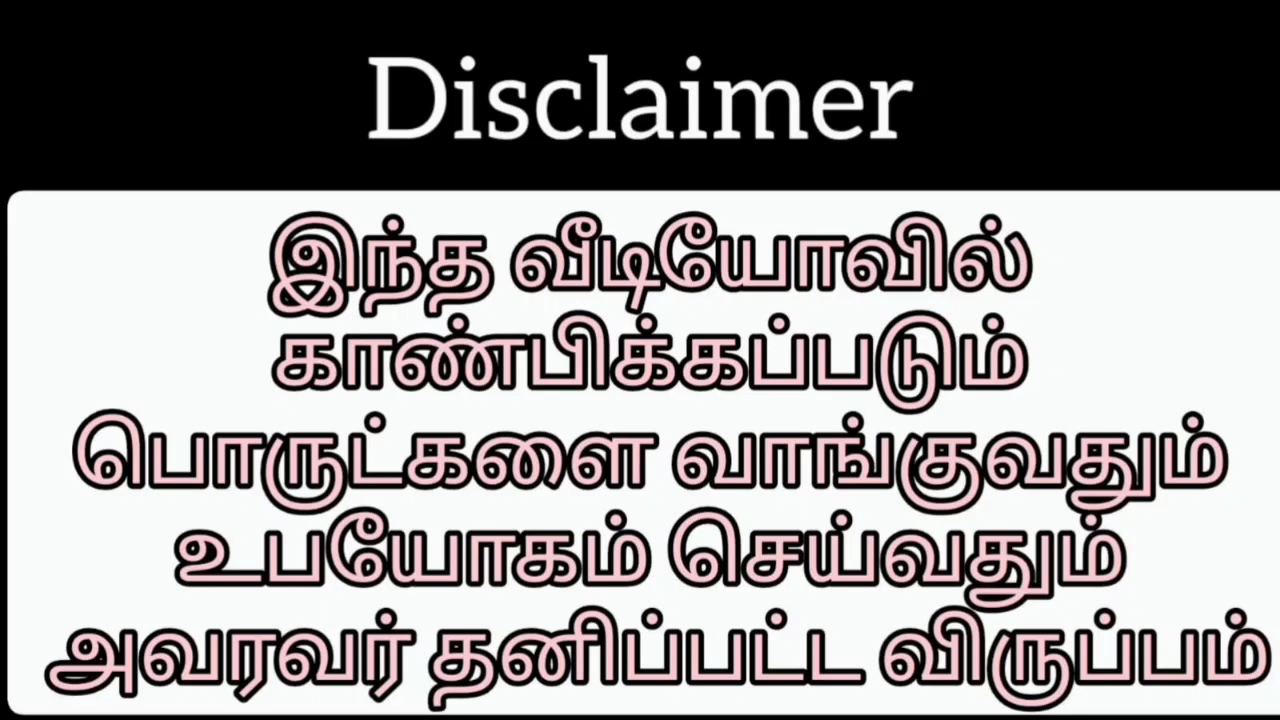 Disclaimer
இந்த வீடியோவில்
காண்பிக்கப்படும்
பொருட்களை வாங்குவதும்
உபயோகம் செய்வதும்
அவரவர் தனிப்பட்ட விருப்பம்